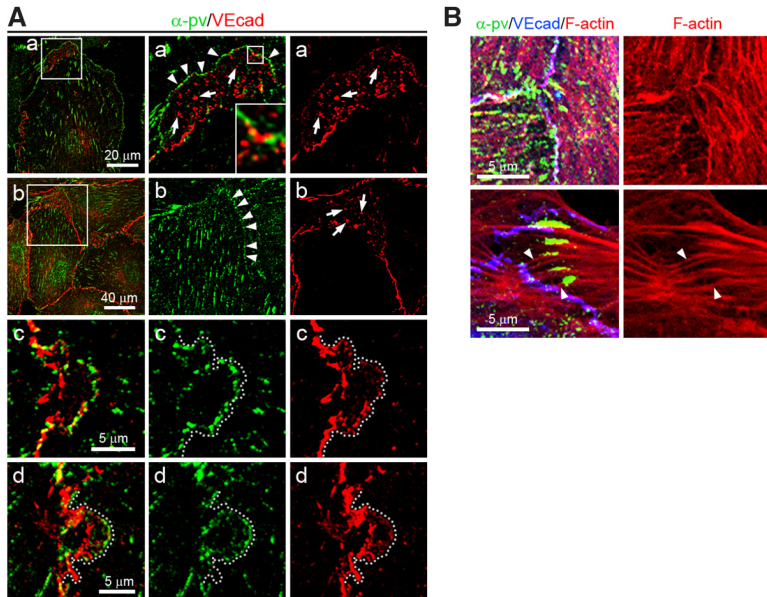 A
α-pv/VEcad
a
20 µm
a
a
b
40 µm
b
b
c
5 µm
c
c
d
5 µm
d
d
B
α-pv/VEcad/F-actin
F-actin
5 µm
5 µm